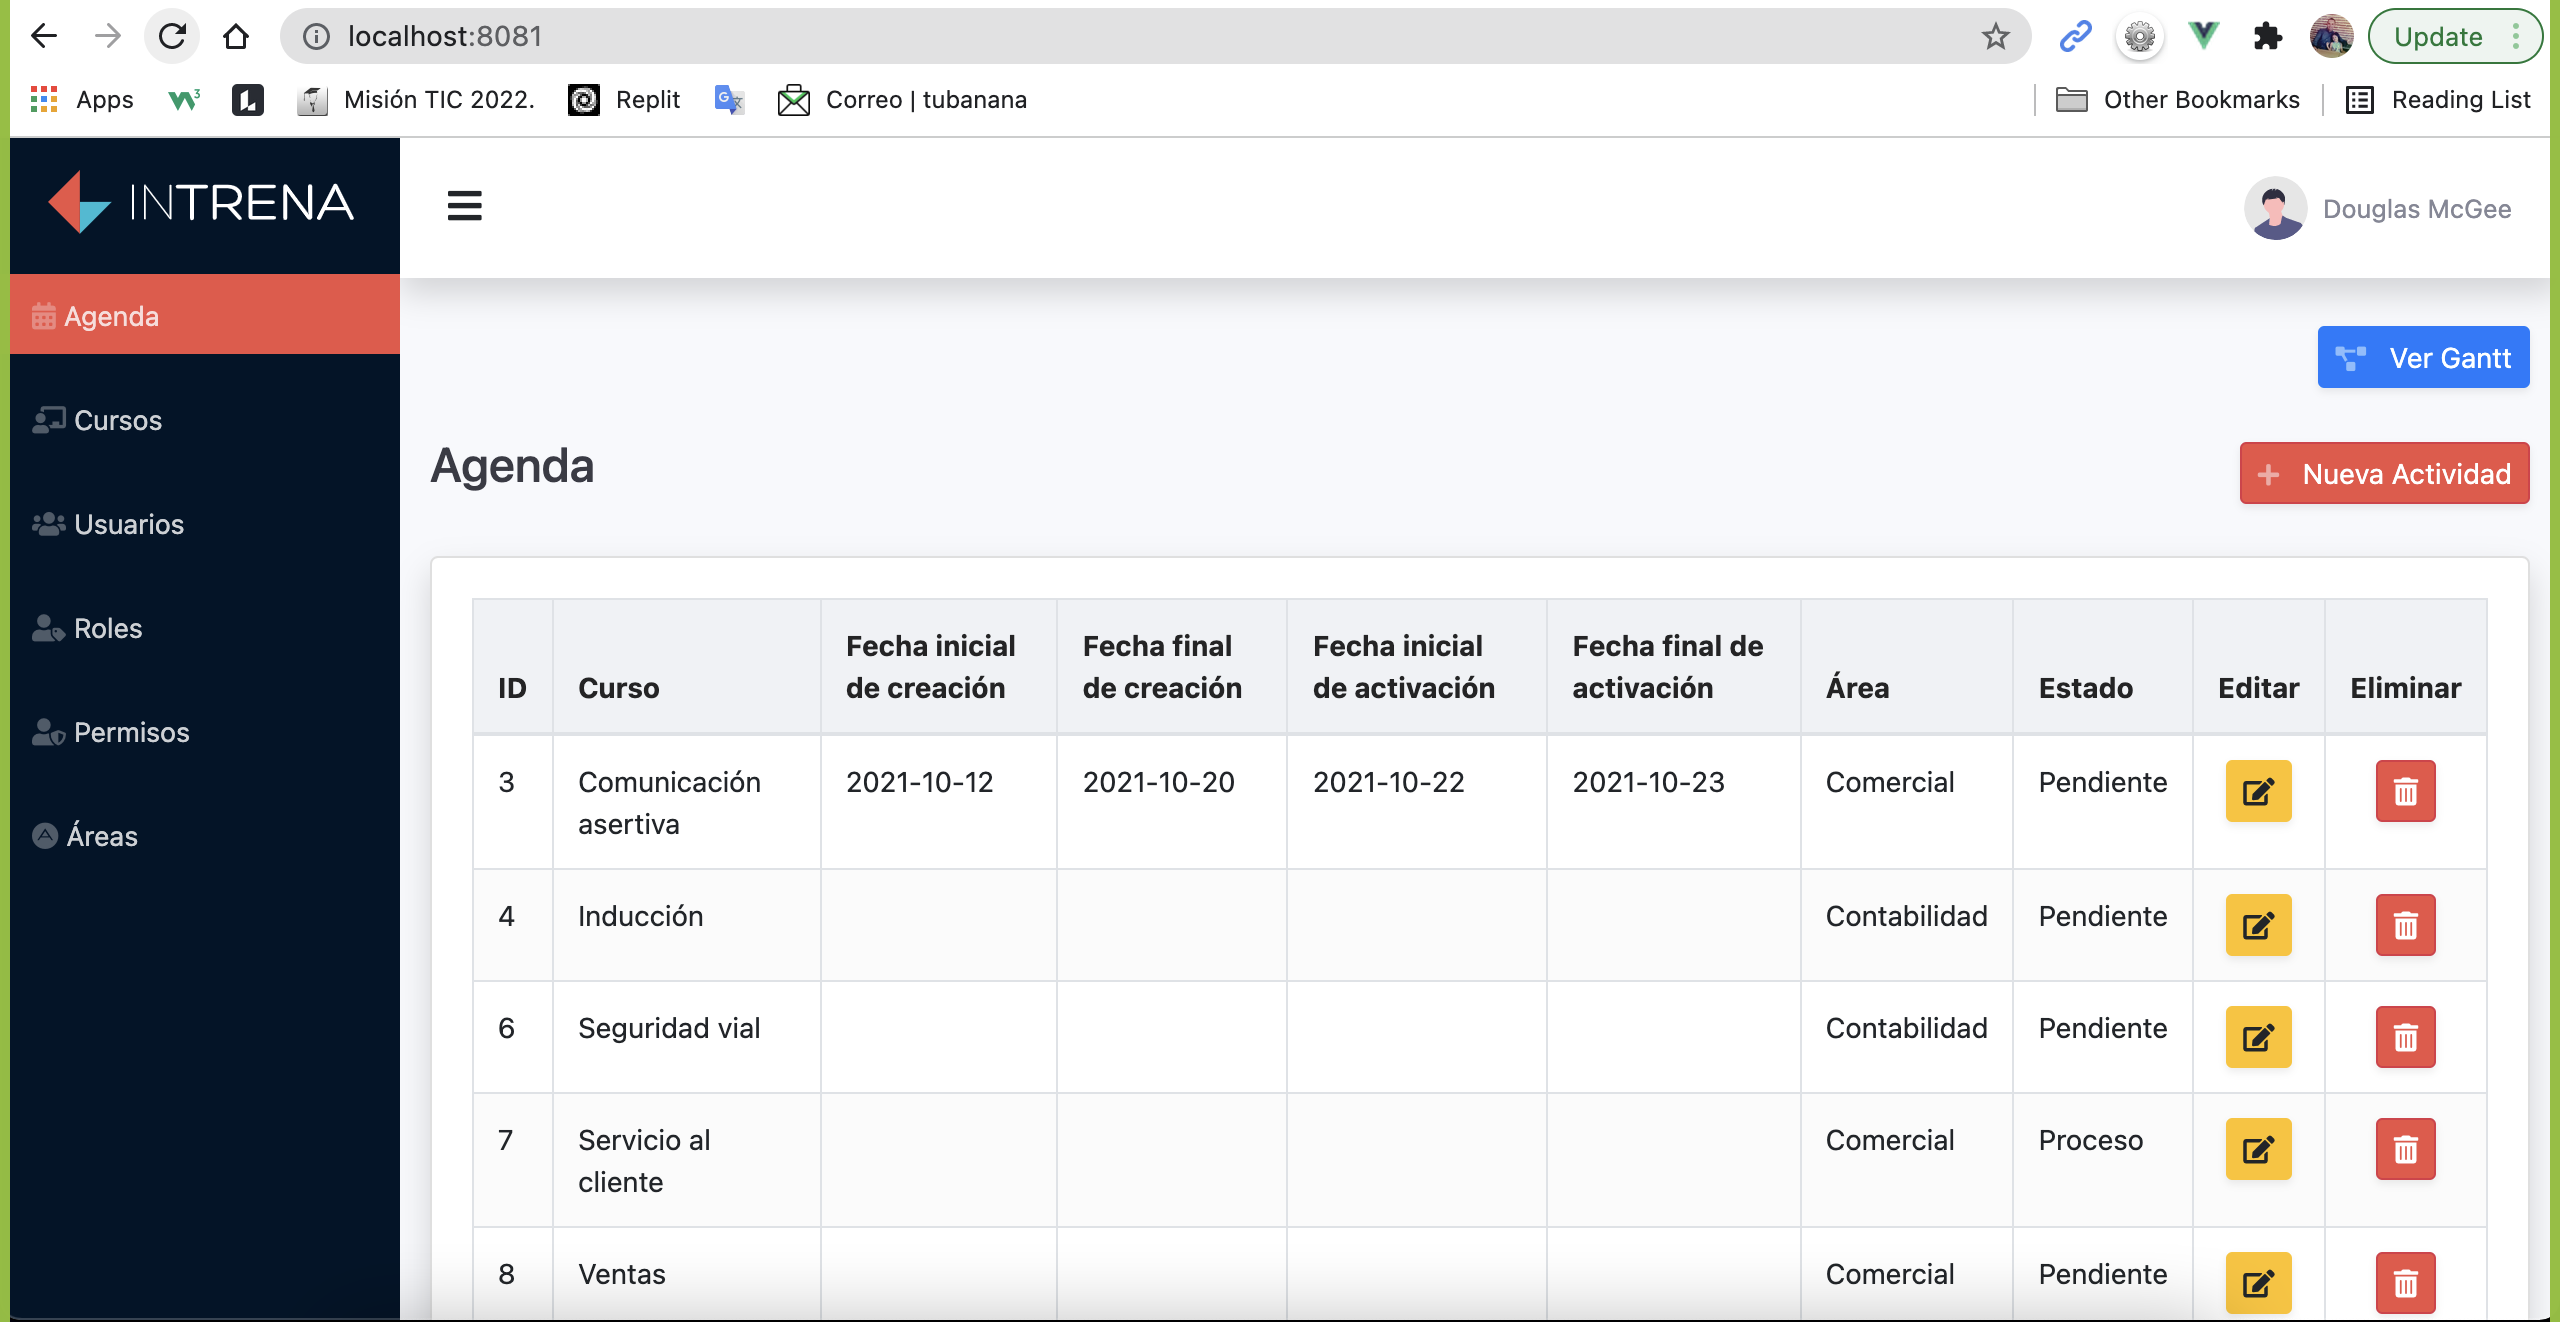 localhost:8081
Update
Apps
Misión TIC 2022.
Replit
Correo | tubanana
Other Bookmarks
Reading List
INTRENA
Douglas McGee
Agenda
Cursos
Usuarios
Roles
Permisos
Áreas
Ver Gantt
Agenda
Nueva Actividad
ID Curso Fecha inicial de creación Fecha final de creación Fecha inicial de activación Fecha final de activación Área Estado Editar Eliminar
3 Comunicación asertiva 2021-10-12 2021-10-20 2021-10-22 2021-10-23 Comercial Pendiente
4 Inducción Contabilidad Pendiente
6 Seguridad vial Contabilidad Pendiente
7 Servicio al cliente Comercial Proceso
8 Ventas Comercial Pendiente